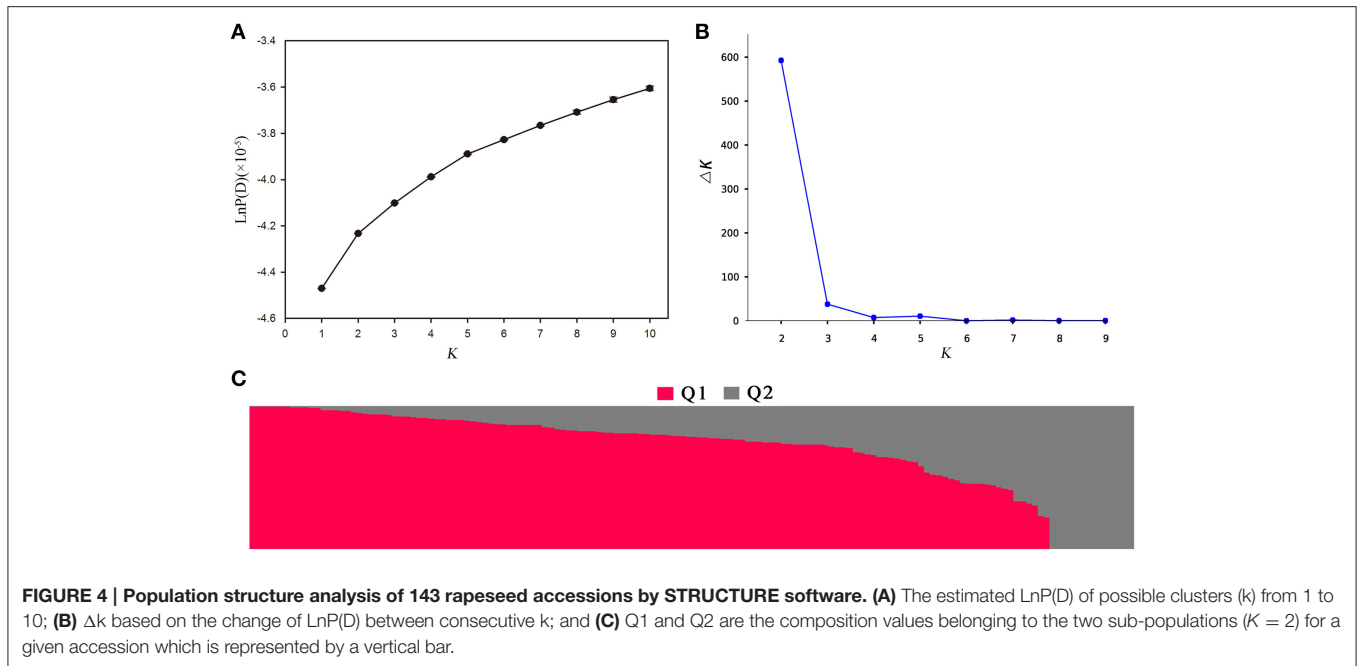 A
-3.4
-3.6
-3.8
-4.0
-4.2
-4.4
-4.6
LnP(D)(×10⁻⁵)
0 1 2 3 4 5 6 7 8 9 10
K
B
600
500
400
300
200
100
0
△K
2 3 4 5 6 7 8 9
K
C
Q1 Q2
FIGURE 4 | Population structure analysis of 143 rapeseed accessions by STRUCTURE software. (A) The estimated LnP(D) of possible clusters (k) from 1 to
10; (B) Δk based on the change of LnP(D) between consecutive k; and (C) Q1 and Q2 are the composition values belonging to the two sub-populations (K = 2) for a
given accession which is represented by a vertical bar.